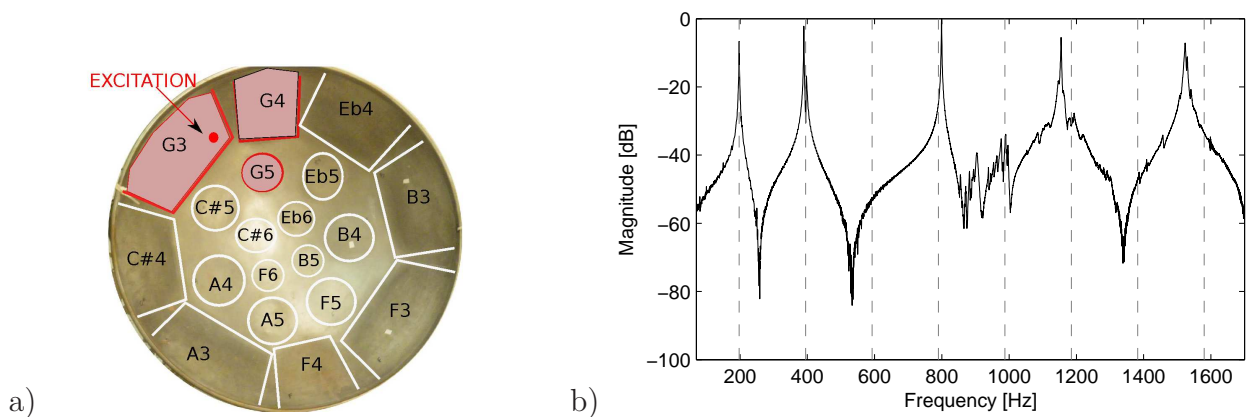 EXCITATION
G3
G4
Eb4
G5
Eb5
B3
C#5
Eb6
C#6
B4
C#4
B5
A4
F6
F5
F3
A5
A3
F4
a)
0
−20
−40
−60
−80
−100
Magnitude [dB]
200 400 600 800 1000 1200 1400 1600
Frequency [Hz]
b)